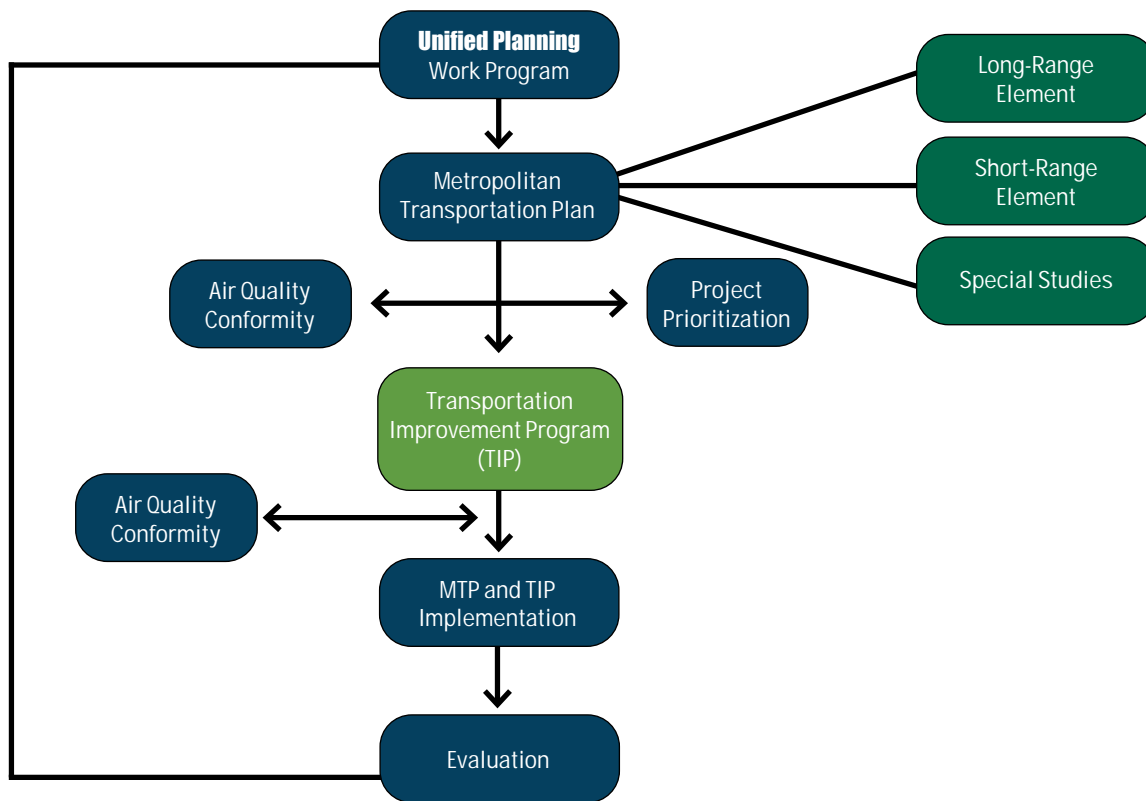 Unified Planning
Work Program
Long-Range
Element
Metropolitan
Transportation Plan
Short-Range
Element
Special Studies
Air Quality
Conformity
Project
Prioritization
Transportation
Improvement Program
(TIP)
Air Quality
Conformity
MTP and TIP
Implementation
Evaluation